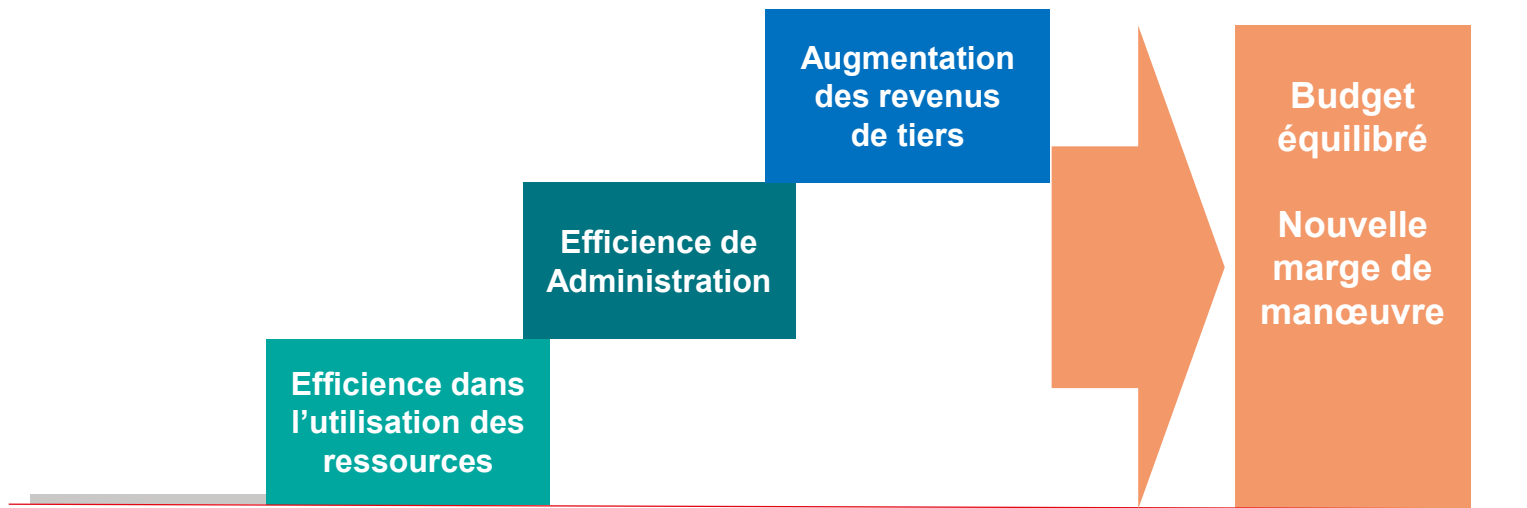 Augmentation
des revenus
de tiers
Efficience de
Administration
Efficience dans
l’utilisation des
ressources
Budget
équilibré
Nouvelle
marge de
manœuvre